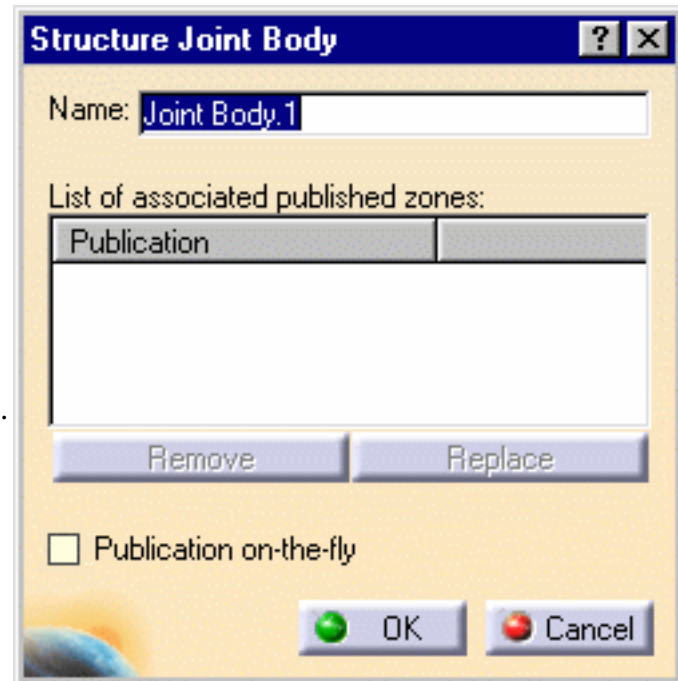 Structure Joint Body ? X
Name: Joint Body.1
List of associated published zones:
Publication
.
Remove Replace
Publication on-the-fly
OK Cancel